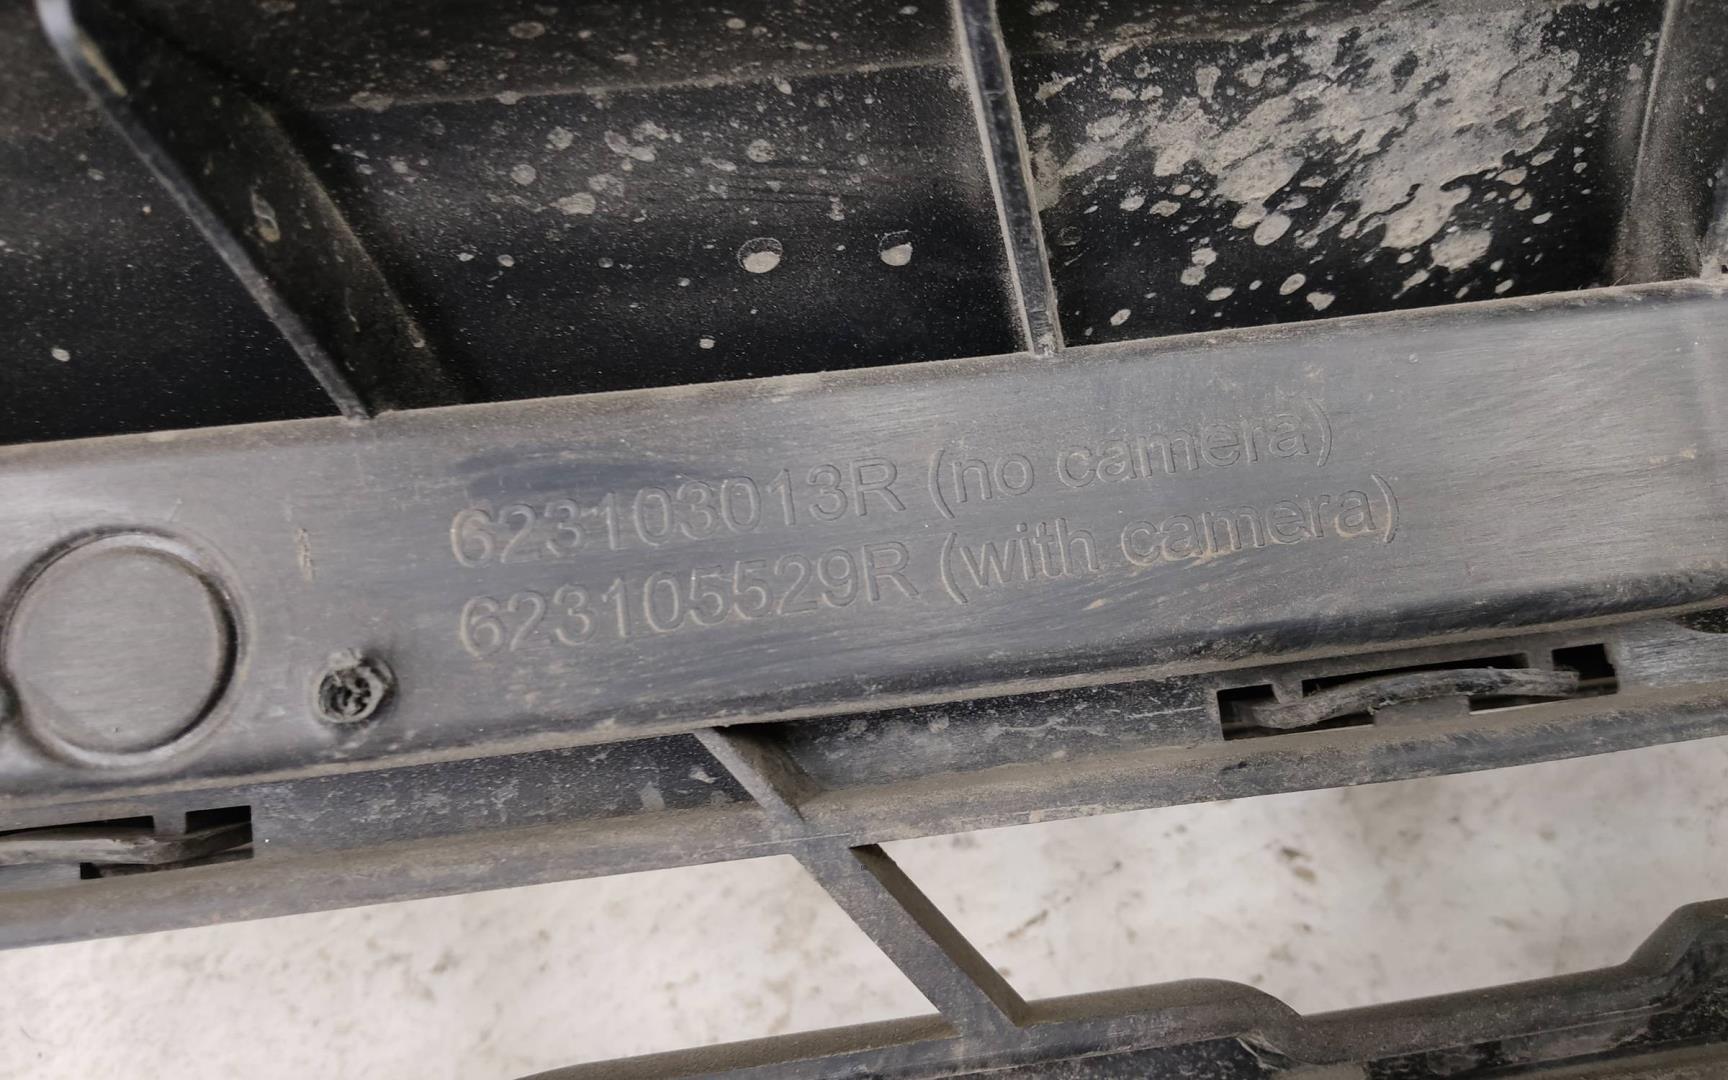 623103013R (no camera)
623105529R (with camera)